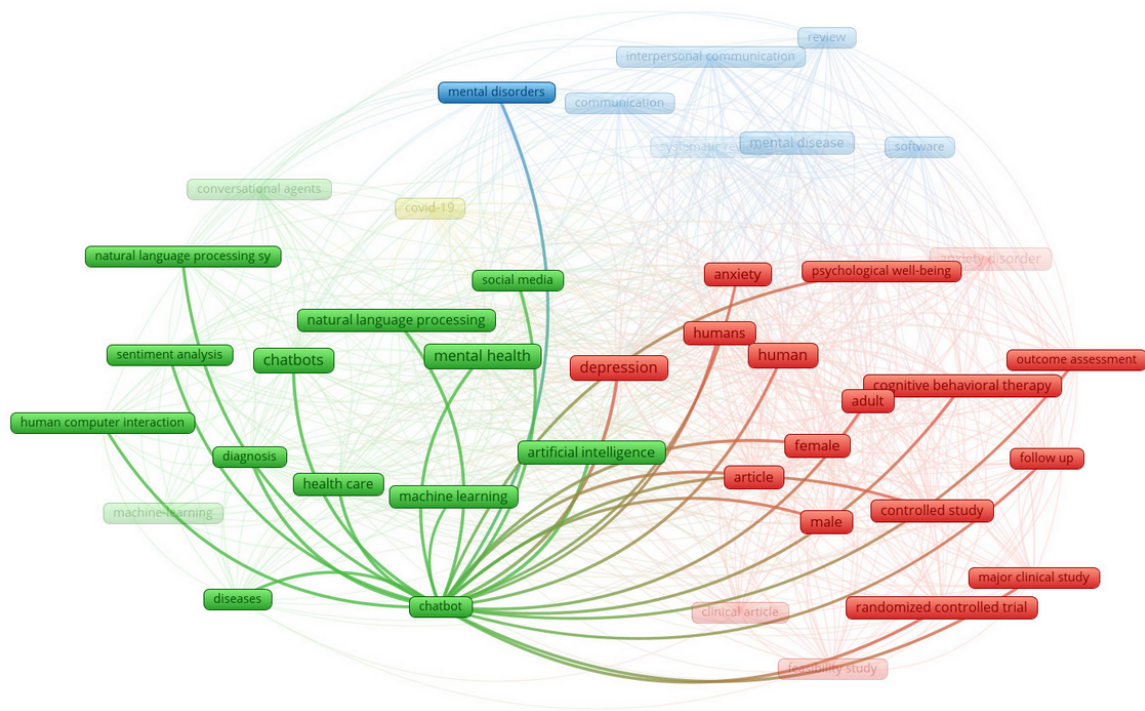 review
interpersonal communication
mental disorders
communication
mental disease
systematic review
software
conversational agents
covid-19
natural language processing sy
anxiety disorder
psychological well-being
anxiety
social media
natural language processing
humans
sentiment analysis
chatbots
mental health
human
outcome assessment
depression
cognitive behavioral therapy
adult
human computer interaction
female
artificial intelligence
diagnosis
follow up
article
health care
machine learning
controlled study
machine-learning
male
major clinical study
diseases
chatbot
randomized controlled trial
clinical article
feasibility study